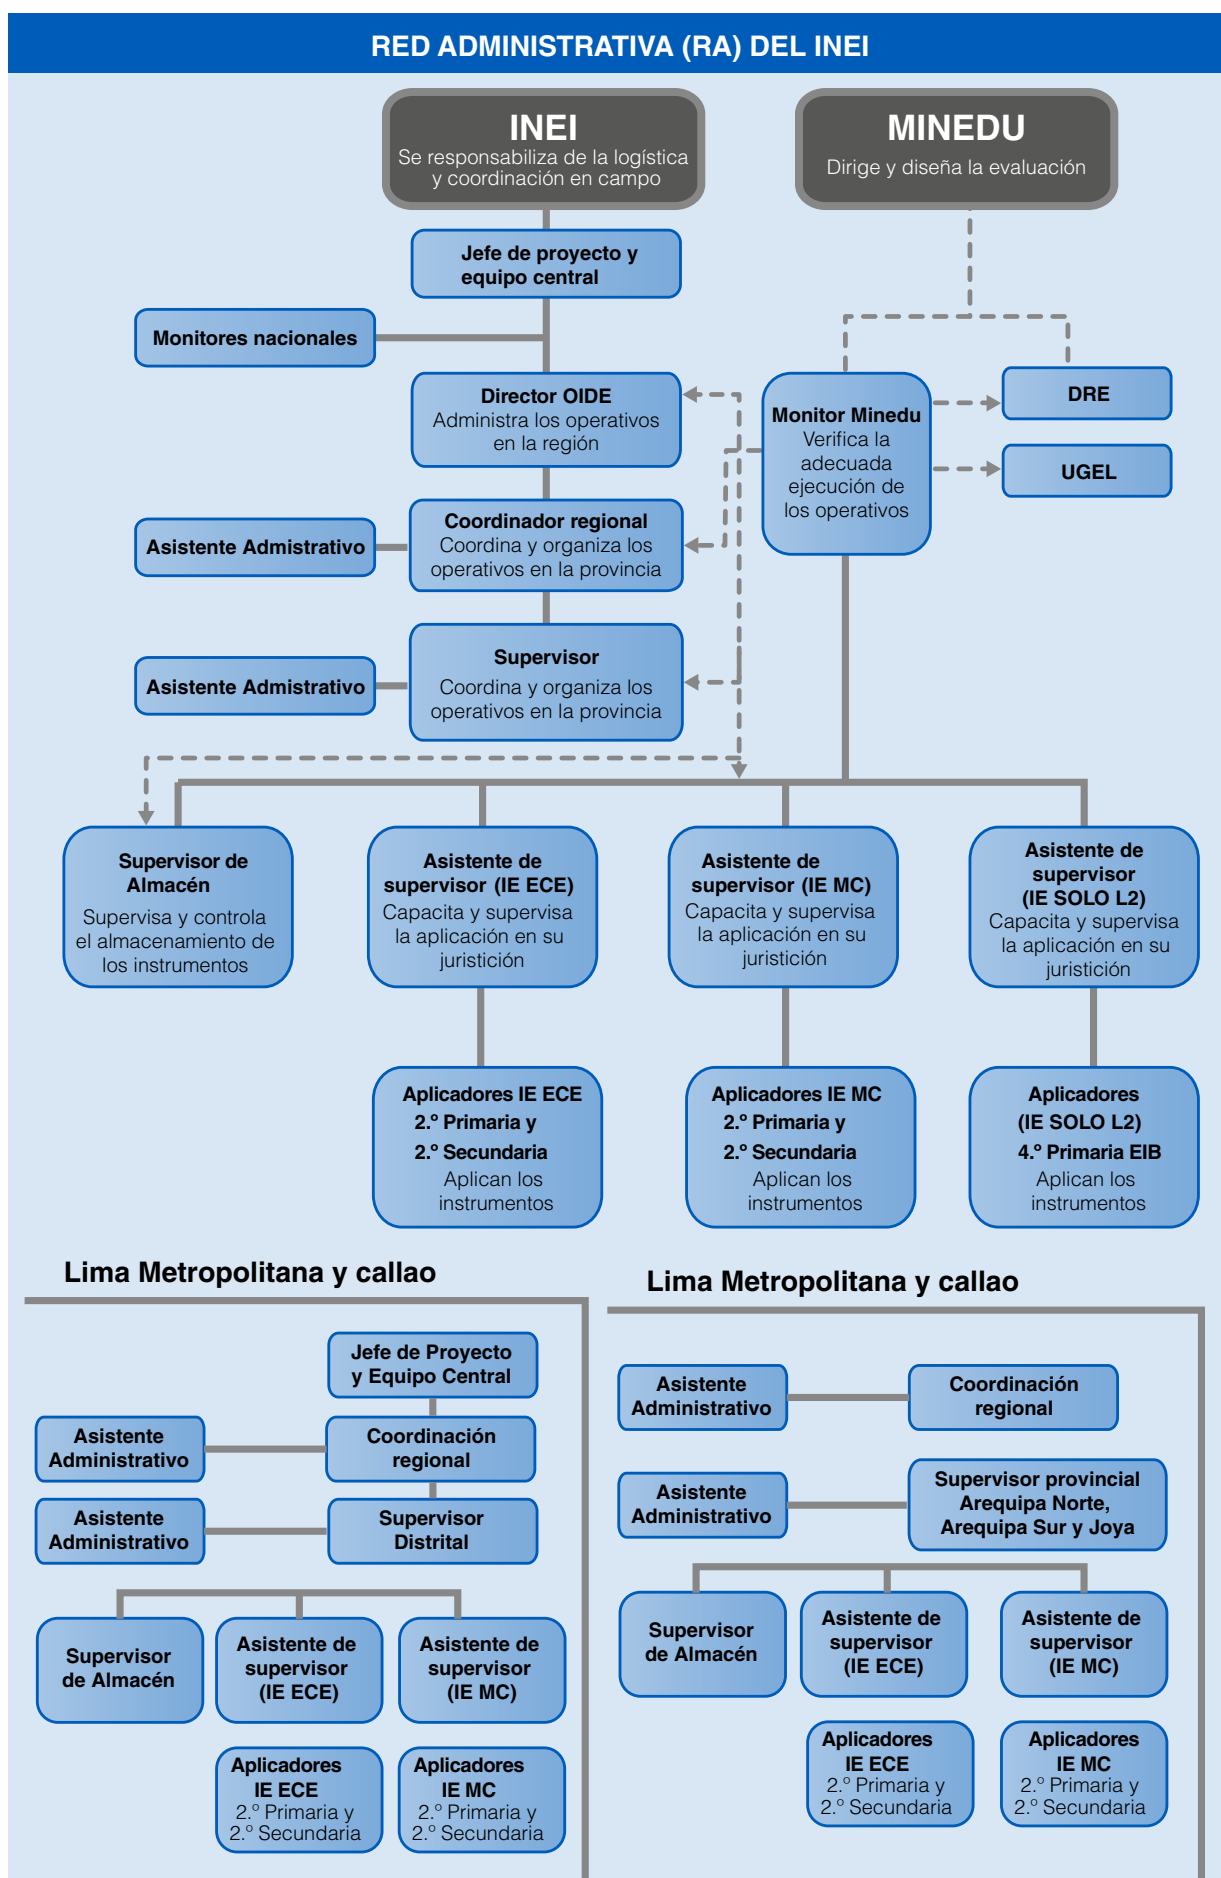 RED ADMINISTRATIVA (RA) DEL INEI
INEI
Se responsabiliza de la logística
y coordinación en campo
MINEDU
Dirige y diseña la evaluación
Jefe de proyecto y
equipo central
Monitores nacionales
Director OIDE
Administra los operativos
en la región
Monitor Minedu
Verifica la
adecuada
ejecución de
los operativos
DRE
UGEL
Asistente Admistrativo
Coordinador regional
Coordina y organiza los
operativos en la provincia
Asistente Admistrativo
Supervisor
Coordina y organiza los
operativos en la provincia
Supervisor de
Almacén
Supervisa y controla
el almacenamiento de
los instrumentos
Asistente de
supervisor (IE ECE)
Capacita y supervisa
la aplicación en su
juristición
Asistente de
supervisor (IE MC)
Capacita y supervisa
la aplicación en su
juristición
Asistente de
supervisor
(IE SOLO L2)
Capacita y supervisa
la aplicación en su
juristición
Aplicadores IE ECE
2.º Primaria y
2.º Secundaria
Aplican los
instrumentos
Aplicadores IE MC
2.º Primaria y
2.º Secundaria
Aplican los
instrumentos
Aplicadores
(IE SOLO L2)
4.º Primaria EIB
Aplican los
instrumentos
Lima Metropolitana y callao
Jefe de Proyecto
y Equipo Central
Asistente
Administrativo
Coordinación
regional
Asistente
Administrativo
Supervisor
Distrital
Supervisor
de Almacén
Asistente de
supervisor
(IE ECE)
Asistente de
supervisor
(IE MC)
Aplicadores
IE ECE
2.º Primaria y
2.º Secundaria
Aplicadores
IE MC
2.º Primaria y
2.º Secundaria
Lima Metropolitana y callao
Asistente
Administrativo
Coordinación
regional
Asistente
Administrativo
Supervisor provincial
Arequipa Norte,
Arequipa Sur y Joya
Supervisor
de Almacén
Asistente de
supervisor
(IE ECE)
Asistente de
supervisor
(IE MC)
Aplicadores
IE ECE
2.º Primaria y
2.º Secundaria
Aplicadores
IE MC
2.º Primaria y
2.º Secundaria